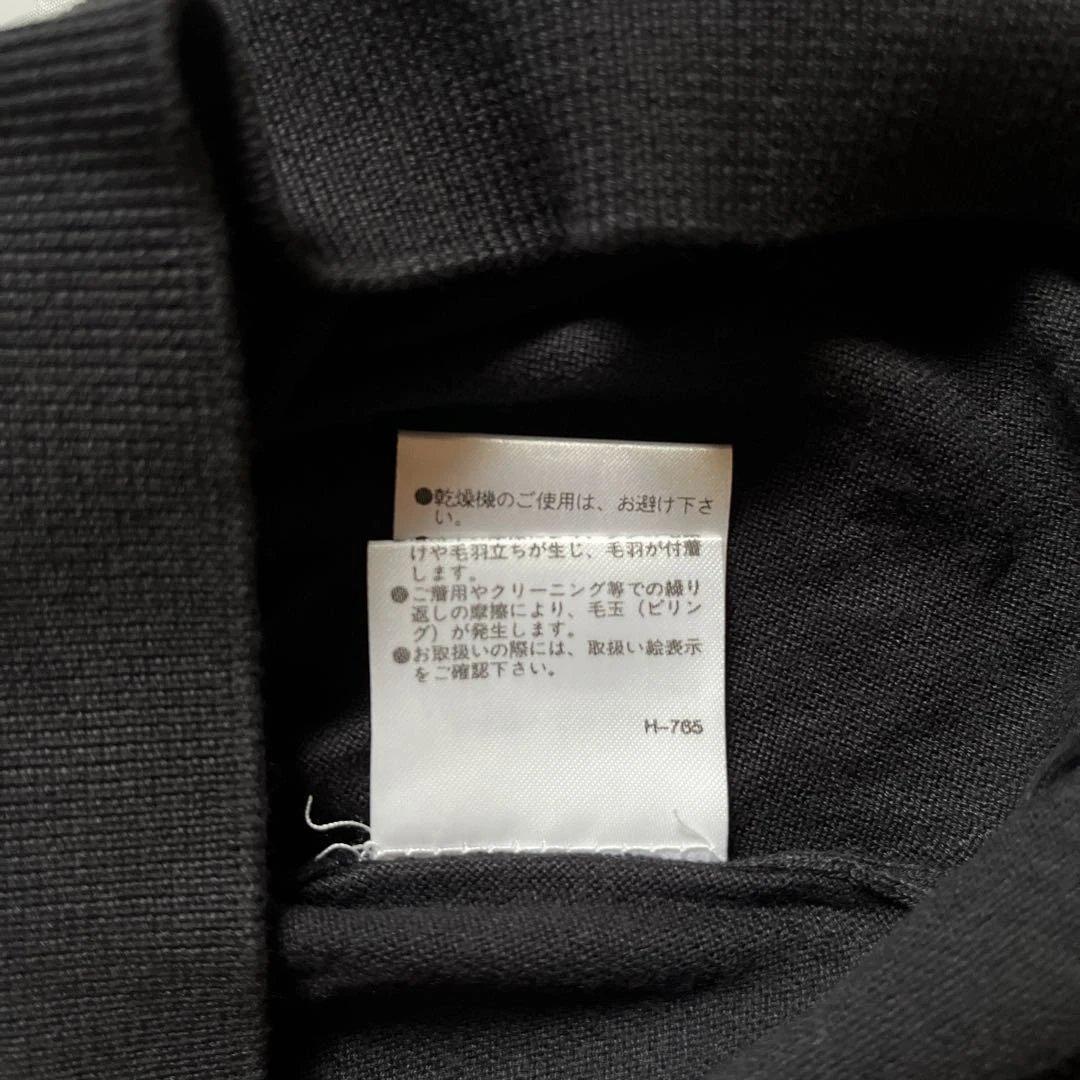 ●乾燥機のご使用は、お避け下さ
い。
けや毛羽立ちが生じ、毛羽が付着
します。
●ご着用やクリーニング等での繰り
返しの摩擦により、毛玉（ピリン
グ）が発生します。
●お取扱いの際には、取扱い絵表示
をご確認下さい。
H-765